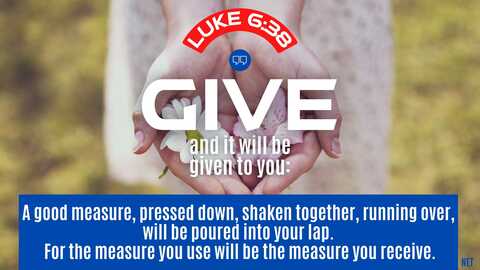 LUKE 6:38
GIVE
and it will be
given to you:
A good measure, pressed down, shaken together, running over,
will be poured into your lap.
For the measure you use will be the measure you receive.
NET